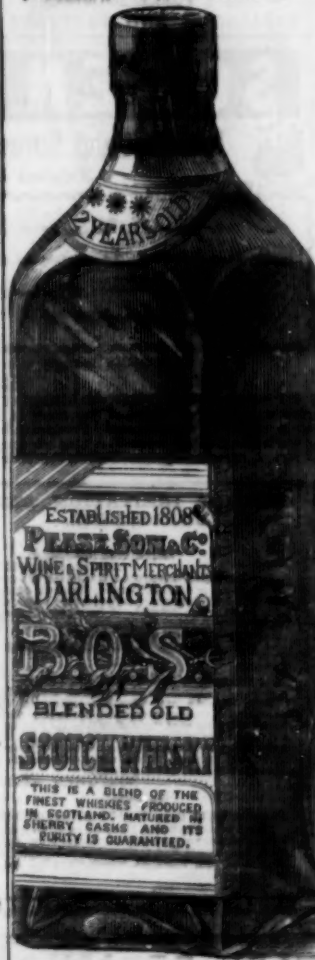 2 YEARS OLD
ESTABLISHED 1808
PEASE, SON & Co.
WINE & SPIRIT MERCHANTS
DARLINGTON
B.O.S.
BLENDED OLD
SCOTCH WHISKY
THIS IS A BLEND OF THE
FINEST WHISKIES PRODUCED
IN SCOTLAND. MATURED IN
SHERRY CASKS AND ITS
PURITY IS GUARANTEED.